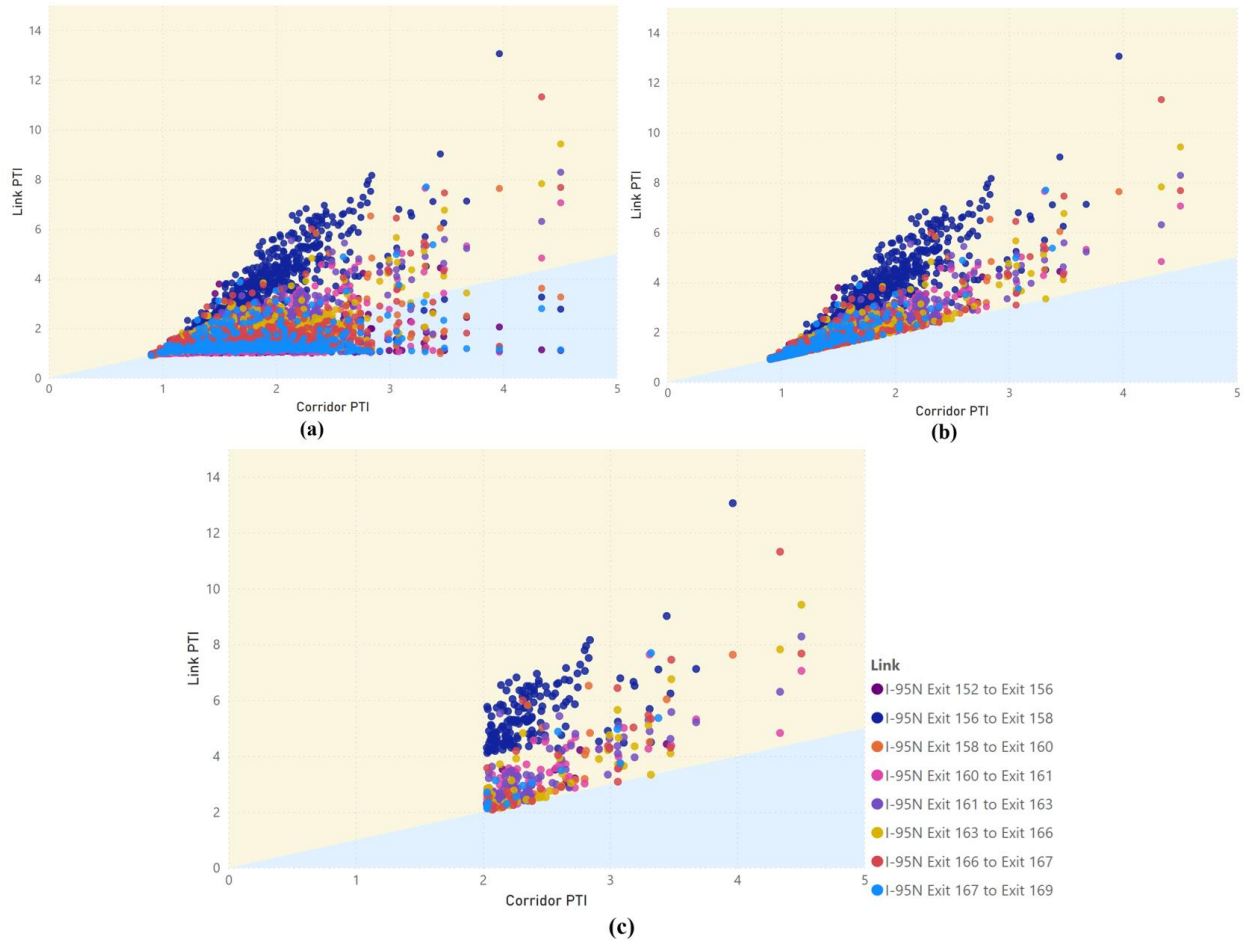 14
12
10
8
6
4
2
0
Link PTI
0 1 2 3 4 5
Corridor PTI
(a)
14
12
10
8
6
4
2
0
Link PTI
0 1 2 3 4 5
Corridor PTI
(b)
14
12
10
8
6
4
2
0
Link PTI
0 1 2 3 4 5
Corridor PTI
(c)
Link
I-95N Exit 152 to Exit 156
I-95N Exit 156 to Exit 158
I-95N Exit 158 to Exit 160
I-95N Exit 160 to Exit 161
I-95N Exit 161 to Exit 163
I-95N Exit 163 to Exit 166
I-95N Exit 166 to Exit 167
I-95N Exit 167 to Exit 169